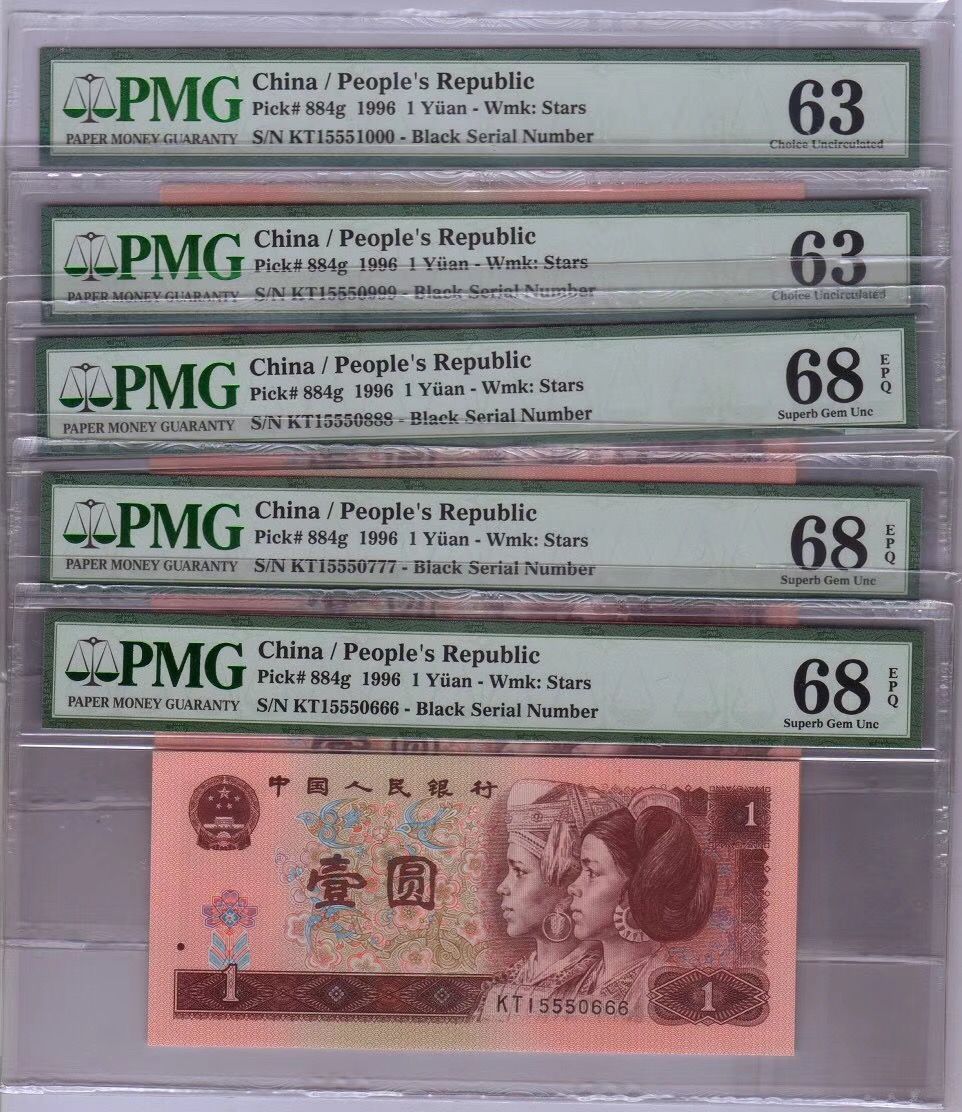 PMG
PAPER MONEY GUARANTY
China / People's Republic
Pick# 884g 1996 1 Yüan - Wmk: Stars
S/N KT15551000 - Black Serial Number
63
Choice Uncirculated
PMG
PAPER MONEY GUARANTY
China / People's Republic
Pick# 884g 1996 1 Yüan - Wmk: Stars
S/N KT15550999 - Black Serial Number
63
Choice Uncirculated
PMG
PAPER MONEY GUARANTY
China / People's Republic
Pick# 884g 1996 1 Yüan - Wmk: Stars
S/N KT15550888 - Black Serial Number
68
EPQ
Superb Gem Unc
PMG
PAPER MONEY GUARANTY
China / People's Republic
Pick# 884g 1996 1 Yüan - Wmk: Stars
S/N KT15550777 - Black Serial Number
68
EPQ
Superb Gem Unc
PMG
PAPER MONEY GUARANTY
China / People's Republic
Pick# 884g 1996 1 Yüan - Wmk: Stars
S/N KT15550666 - Black Serial Number
68
EPQ
Superb Gem Unc
中国人民银行
1
壹圆
1
KT15550666
1